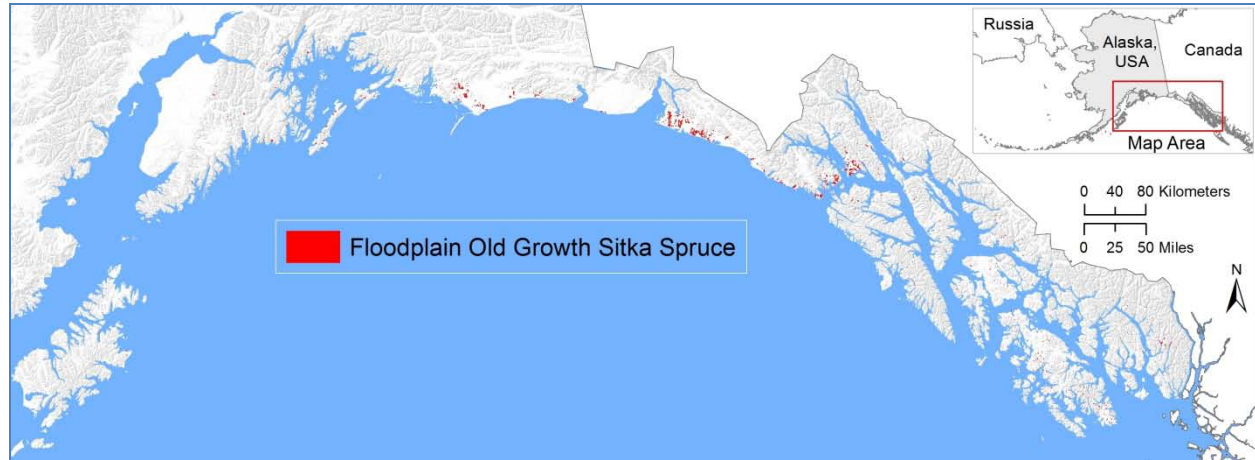 Russia
Alaska,
USA
Canada
Map Area
0 40 80 Kilometers
0 25 50 Miles
N
Floodplain Old Growth Sitka Spruce